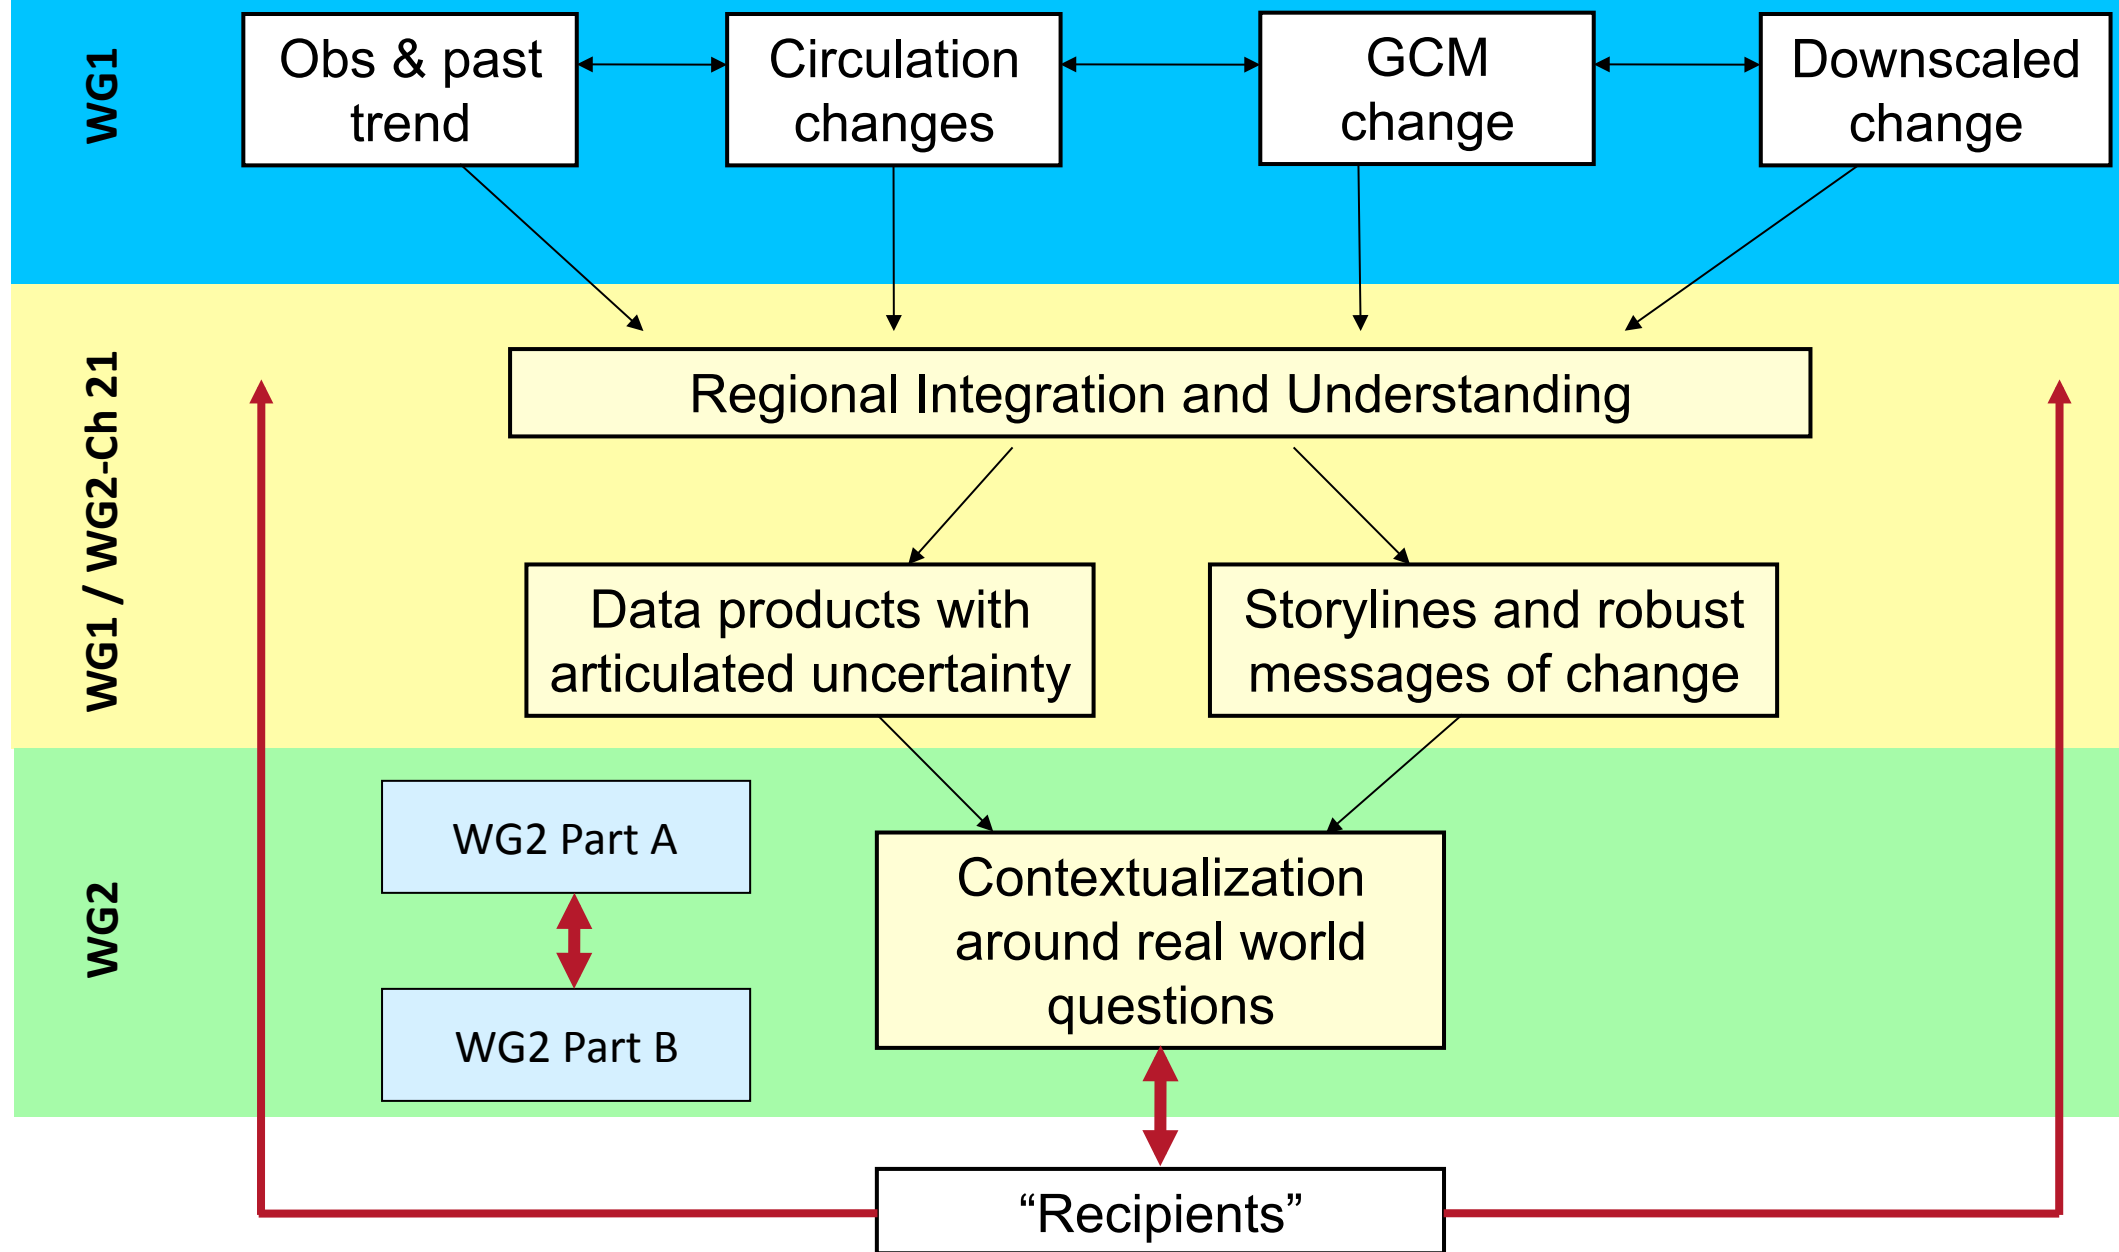 WG1
Obs & past
trend
Circulation
changes
GCM
change
Downscaled
change
WG1 / WG2-Ch 21
Regional Integration and Understanding
Data products with
articulated uncertainty
Storylines and robust
messages of change
WG2
WG2 Part A
WG2 Part B
Contextualization
around real world
questions
“Recipients”